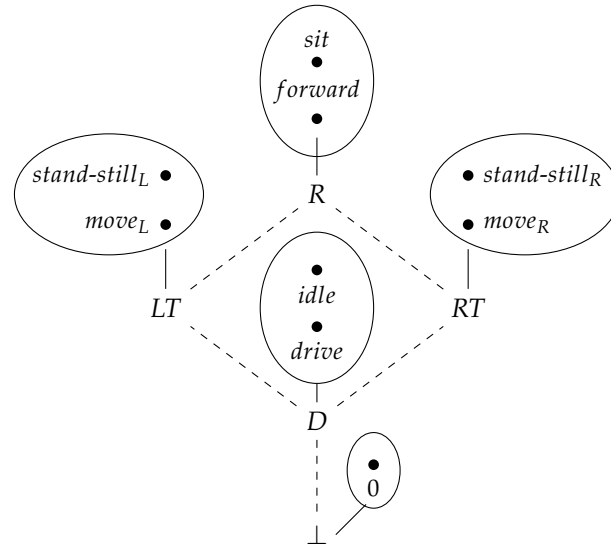 sit
forward
stand-still_L
stand-still_R
move_L
move_R
R
idle
LT
RT
drive
D
0
⊥